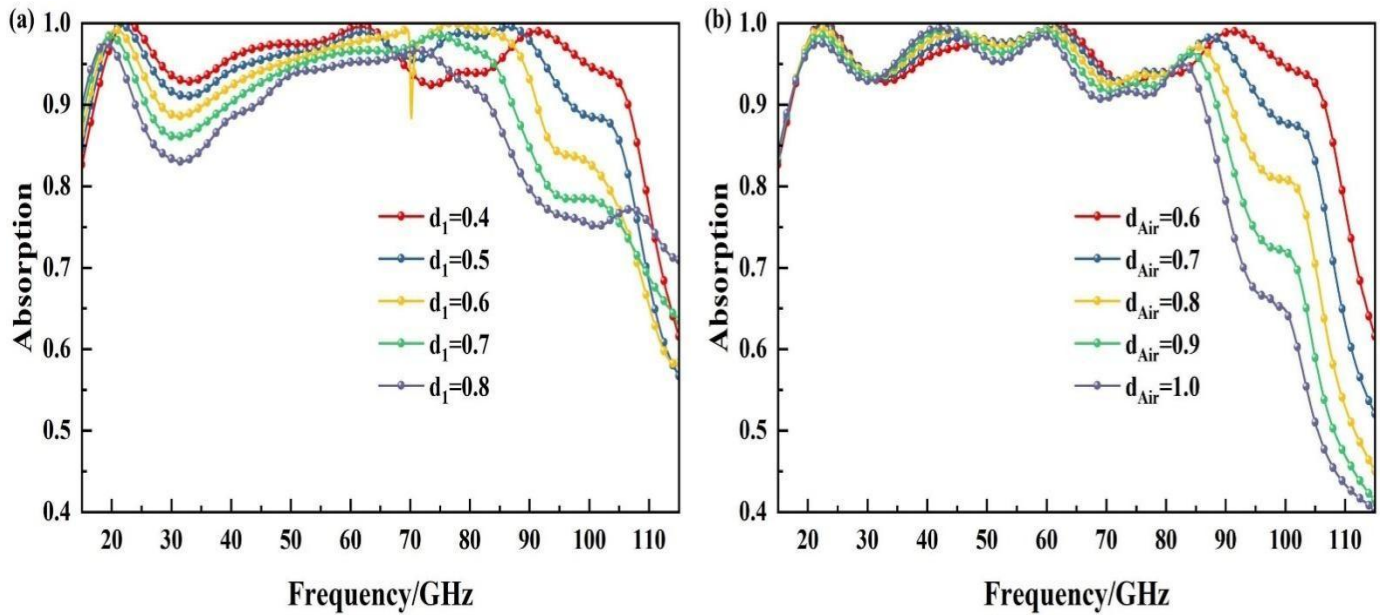 (a)
Absorption
1.0
0.9
0.8
0.7
0.6
0.5
0.4
d1=0.4
d1=0.5
d1=0.6
d1=0.7
d1=0.8
20 30 40 50 60 70 80 90 100 110
Frequency/GHz
(b)
Absorption
1.0
0.9
0.8
0.7
0.6
0.5
0.4
dAir=0.6
dAir=0.7
dAir=0.8
dAir=0.9
dAir=1.0
20 30 40 50 60 70 80 90 100 110
Frequency/GHz